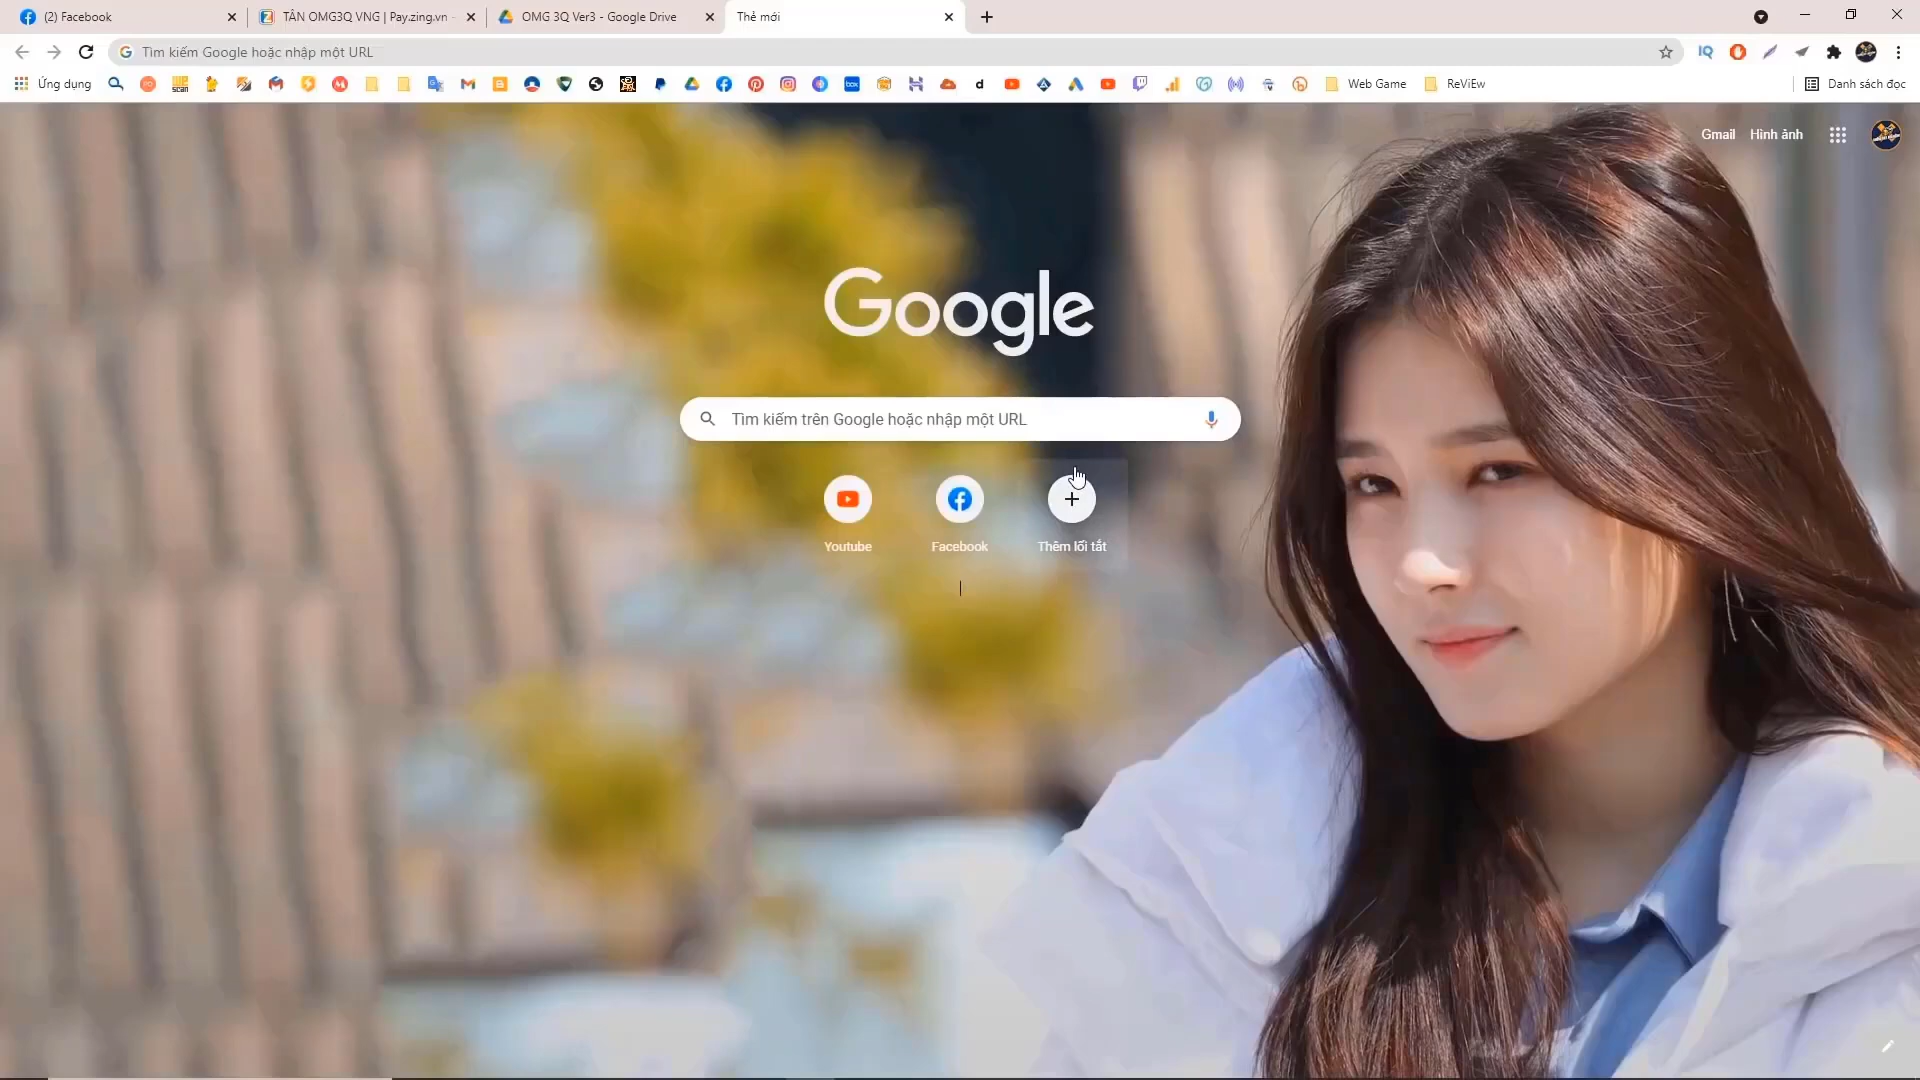 (2) Facebook
TÂN OMG3Q VNG | Pay.zing.vn -
OMG 3Q Ver3 - Google Drive
Thẻ mới
Tìm kiếm Google hoặc nhập một URL
Ứng dụng
Web Game
ReViEw
Danh sách đọc
Gmail
Hình ảnh
Google
Tìm kiếm trên Google hoặc nhập một URL
Youtube
Facebook
Thêm lối tắt